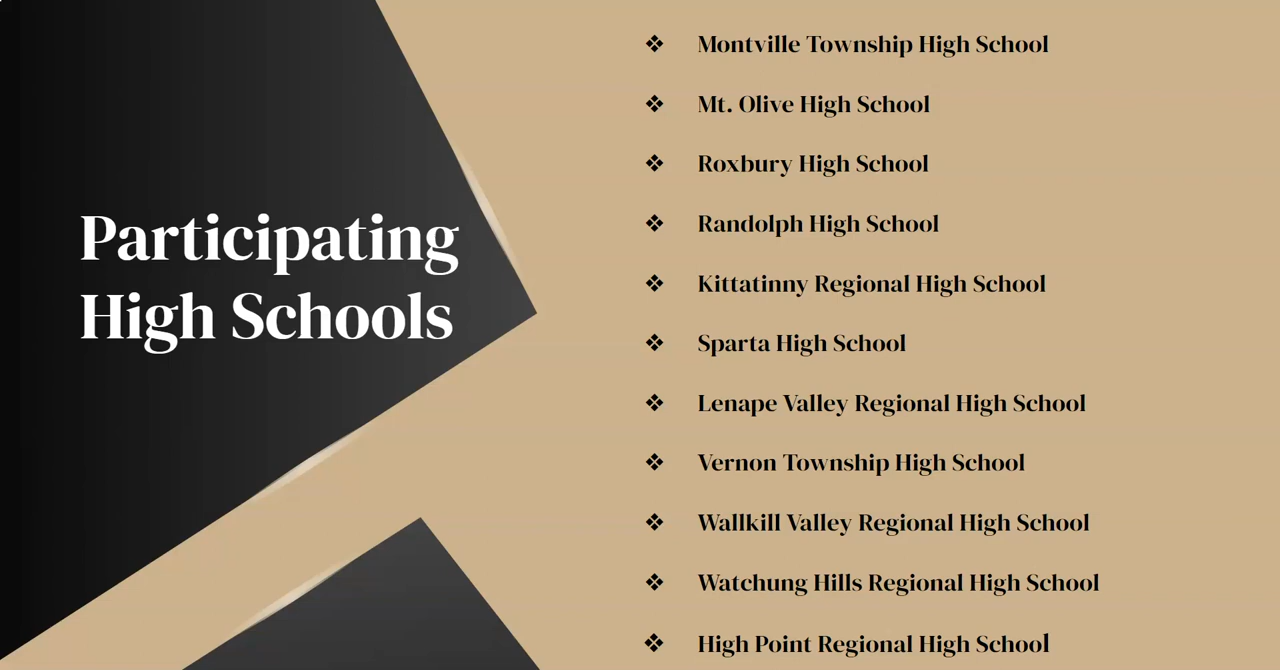 Participating
High Schools
❖ Montville Township High School
❖ Mt. Olive High School
❖ Roxbury High School
❖ Randolph High School
❖ Kittatinny Regional High School
❖ Sparta High School
❖ Lenape Valley Regional High School
❖ Vernon Township High School
❖ Wallkill Valley Regional High School
❖ Watchung Hills Regional High School
❖ High Point Regional High School